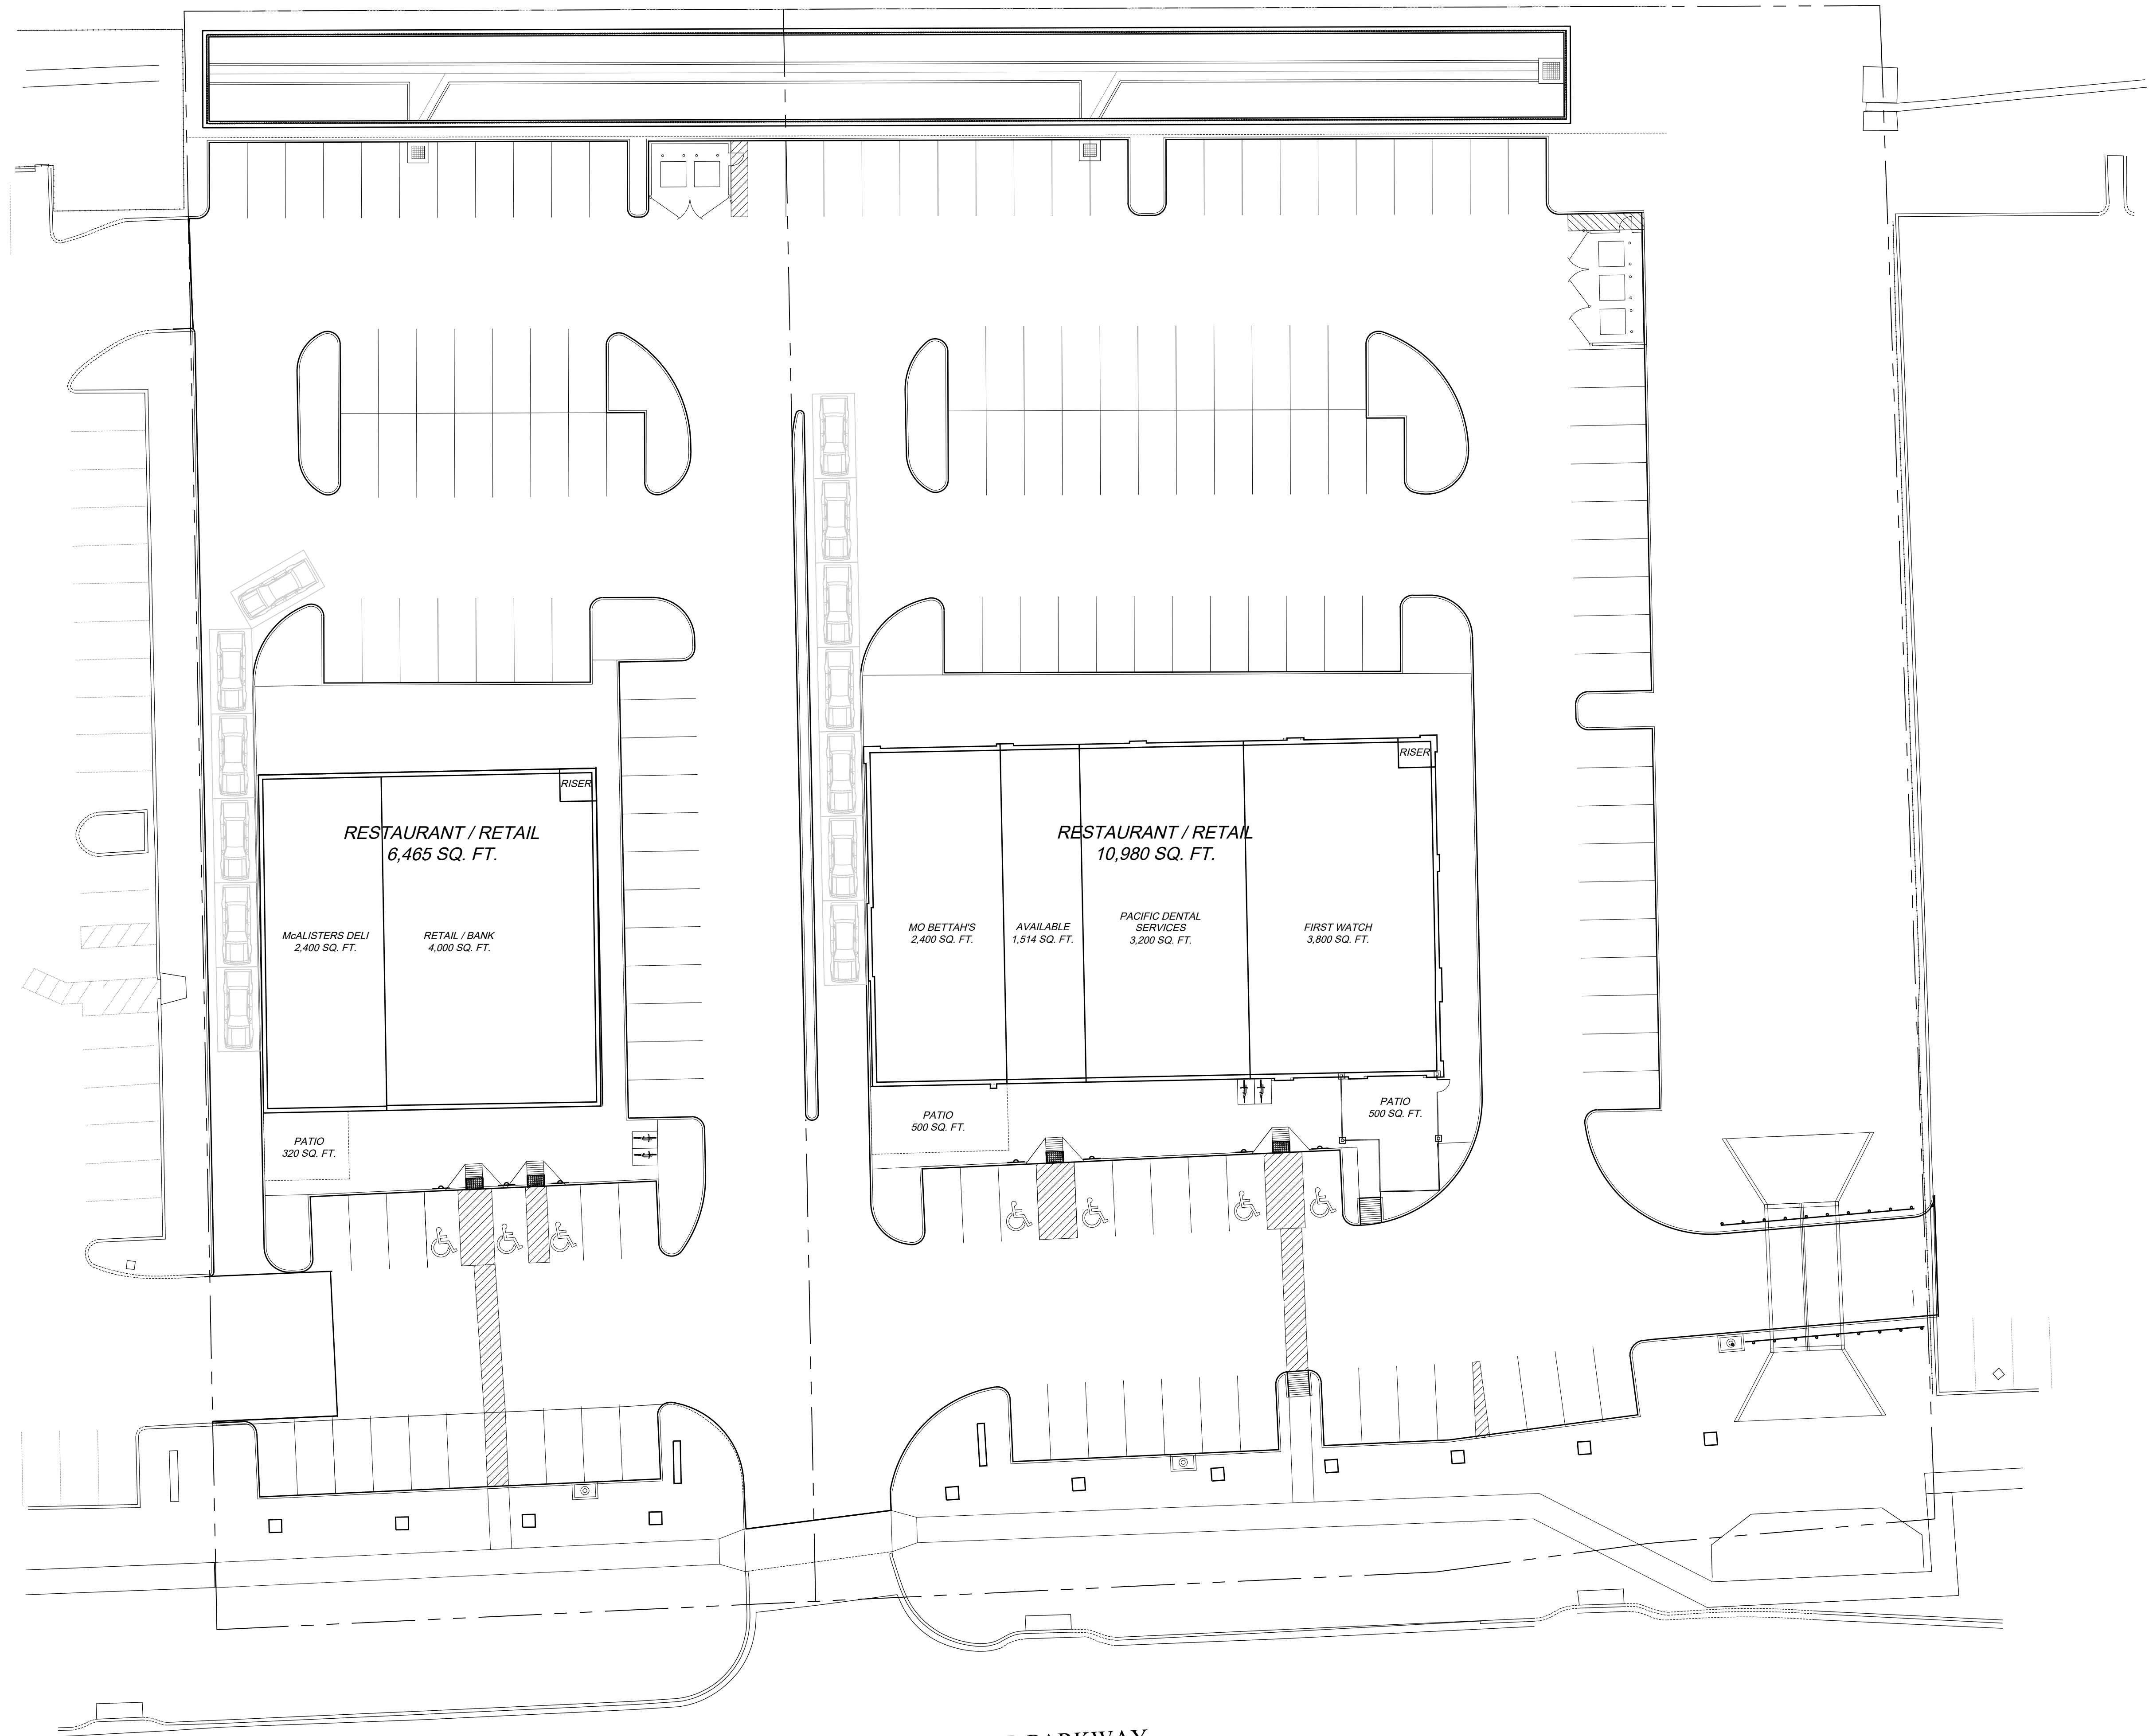 RISER
RISER
RESTAURANT / RETAIL
6,465 SQ. FT.
RESTAURANT / RETAIL
10,980 SQ. FT.
McALISTERS DELI
2,400 SQ. FT.
RETAIL / BANK
4,000 SQ. FT.
MO BETTAH'S
2,400 SQ. FT.
AVAILABLE
1,514 SQ. FT.
PACIFIC DENTAL
SERVICES
3,200 SQ. FT.
FIRST WATCH
3,800 SQ. FT.
PATIO
320 SQ. FT.
PATIO
500 SQ. FT.
PATIO
500 SQ. FT.
PARKWAY